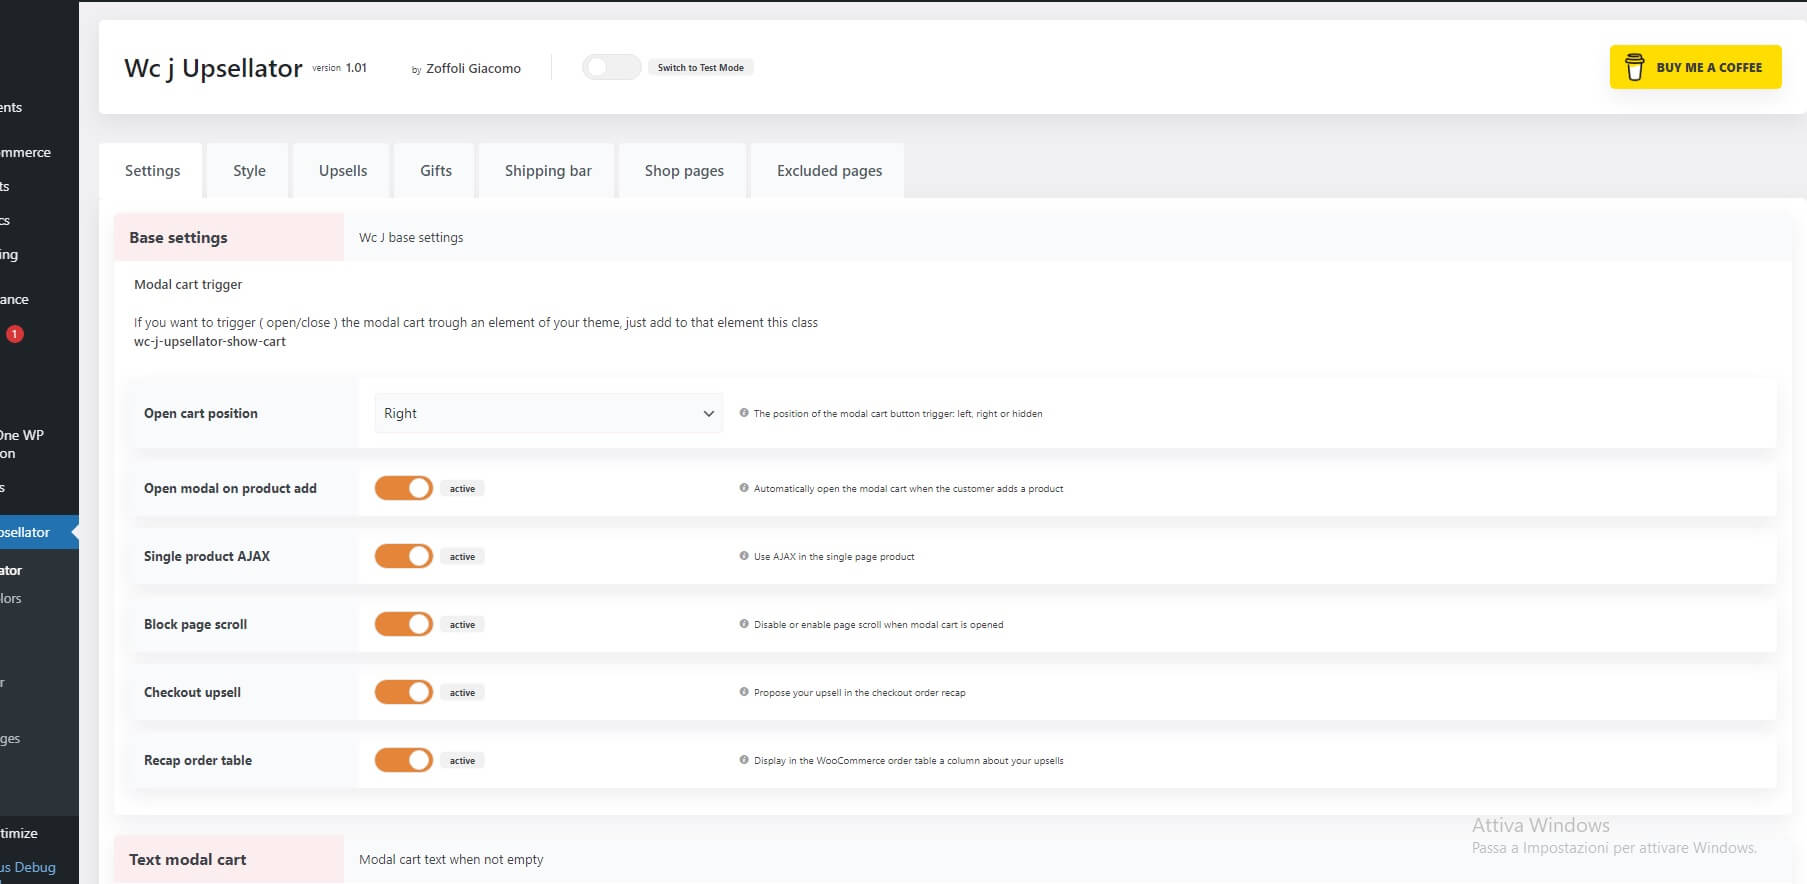 Wc j Upsellator version 1.01 by Zoffoli Giacomo Switch to Test Mode BUY ME A COFFEE
ents
mmerce
ts
cs
ing
ance
1
One WP
on
s
psellator
ator
lors
r
ges
timize
us Debug
Settings Style Upsells Gifts Shipping bar Shop pages Excluded pages
Base settings Wc J base settings
Modal cart trigger
If you want to trigger ( open/close ) the modal cart trough an element of your theme, just add to that element this class
wc-j-upsellator-show-cart
Open cart position Right The position of the modal cart button trigger: left, right or hidden
Open modal on product add active Automatically open the modal cart when the customer adds a product
Single product AJAX active Use AJAX in the single page product
Block page scroll active Disable or enable page scroll when modal cart is opened
Checkout upsell active Propose your upsell in the checkout order recap
Recap order table active Display in the WooCommerce order table a column about your upsells
Text modal cart Modal cart text when not empty
Attiva Windows
Passa a Impostazioni per attivare Windows.